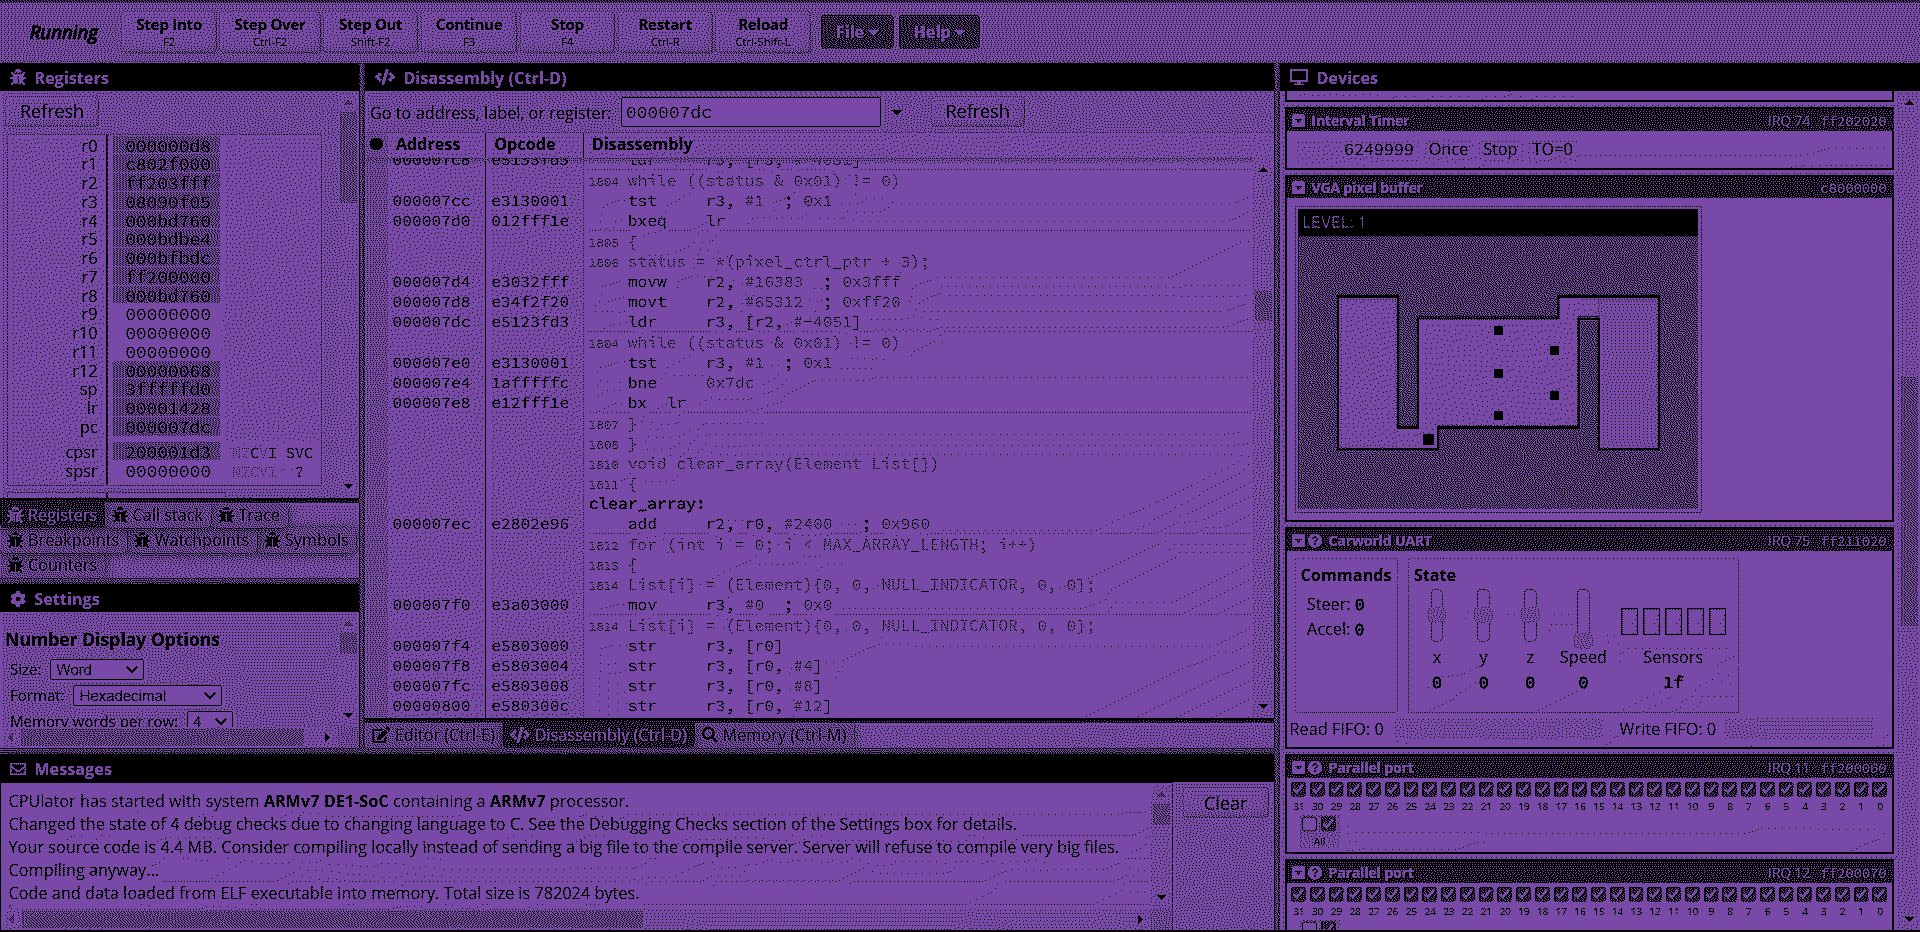 Running
Step Into
F2
Step Over
Ctrl-F2
Step Out
Shift-F2
Continue
F3
Stop
F4
Restart
Ctrl-R
Reload
Ctrl-Shift-L
File
Help
Registers
Refresh
r0 000000d8
r1 c802f000
r2 ff203fff
r3 08090f05
r4 000bd760
r5 000bdbe4
r6 000bfbdc
r7 ff200000
r8 000bd760
r9 00000000
r10 00000000
r11 00000000
r12 00000068
sp 3fffffd0
lr 00001428
pc 000007dc
cpsr 200001d3 NZCVI SVC
spsr 00000000 NZCVI ?
Registers Call stack Trace
Breakpoints Watchpoints Symbols
Counters
Settings
Number Display Options
Size: Word
Format: Hexadecimal
Memory words per row: 4
Disassembly (Ctrl-D)
Go to address, label, or register: 000007dc Refresh
Address Opcode Disassembly
000007c8 e5133fd3 ldr r3, [r3, #-4051]
1804 while ((status & 0x01) != 0)
000007cc e3130001 tst r3, #1 ; 0x1
000007d0 012fff1e bxeq lr
1805 {
1806 status = *(pixel_ctrl_ptr + 3);
000007d4 e3032fff movw r2, #16383 ; 0x3fff
000007d8 e34f2f20 movt r2, #65312 ; 0xff20
000007dc e5123fd3 ldr r3, [r2, #-4051]
1804 while ((status & 0x01) != 0)
000007e0 e3130001 tst r3, #1 ; 0x1
000007e4 1afffffc bne 0x7dc
000007e8 e12fff1e bx lr
1807 }
1808 }
1810 void clear_array(Element List[])
1811 {
clear_array:
000007ec e2802e96 add r2, r0, #2400 ; 0x960
1812 for (int i = 0; i < MAX_ARRAY_LENGTH; i++)
1813 {
1814 List[i] = (Element){0, 0, NULL_INDICATOR, 0, 0};
000007f0 e3a03000 mov r3, #0 ; 0x0
1814 List[i] = (Element){0, 0, NULL_INDICATOR, 0, 0};
000007f4 e5803000 str r3, [r0]
000007f8 e5803004 str r3, [r0, #4]
000007fc e5803008 str r3, [r0, #8]
00000800 e580300c str r3, [r0, #12]
Editor (Ctrl-E) Disassembly (Ctrl-D) Memory (Ctrl-M)
Messages
CPUlator has started with system ARMv7 DE1-SoC containing a ARMv7 processor.
Changed the state of 4 debug checks due to changing language to C. See the Debugging Checks section of the Settings box for details.
Your source code is 4.4 MB. Consider compiling locally instead of sending a big file to the compile server. Server will refuse to compile very big files.
Compiling anyway...
Code and data loaded from ELF executable into memory. Total size is 782024 bytes.
Clear
Devices
Interval Timer IRQ 74 ff202020
6249999 Once Stop TO=0
VGA pixel buffer c8000000
LEVEL: 1
Carworld UART IRQ 75 ff211020
Commands
Steer: 0
Accel: 0
State
x y z Speed Sensors
0 0 0 0 1f
Read FIFO: 0 Write FIFO: 0
Parallel port IRQ 11 ff200060
31 30 29 28 27 26 25 24 23 22 21 20 19 18 17 16 15 14 13 12 11 10 9 8 7 6 5 4 3 2 1 0
All
Parallel port IRQ 12 ff200070
31 30 29 28 27 26 25 24 23 22 21 20 19 18 17 16 15 14 13 12 11 10 9 8 7 6 5 4 3 2 1 0